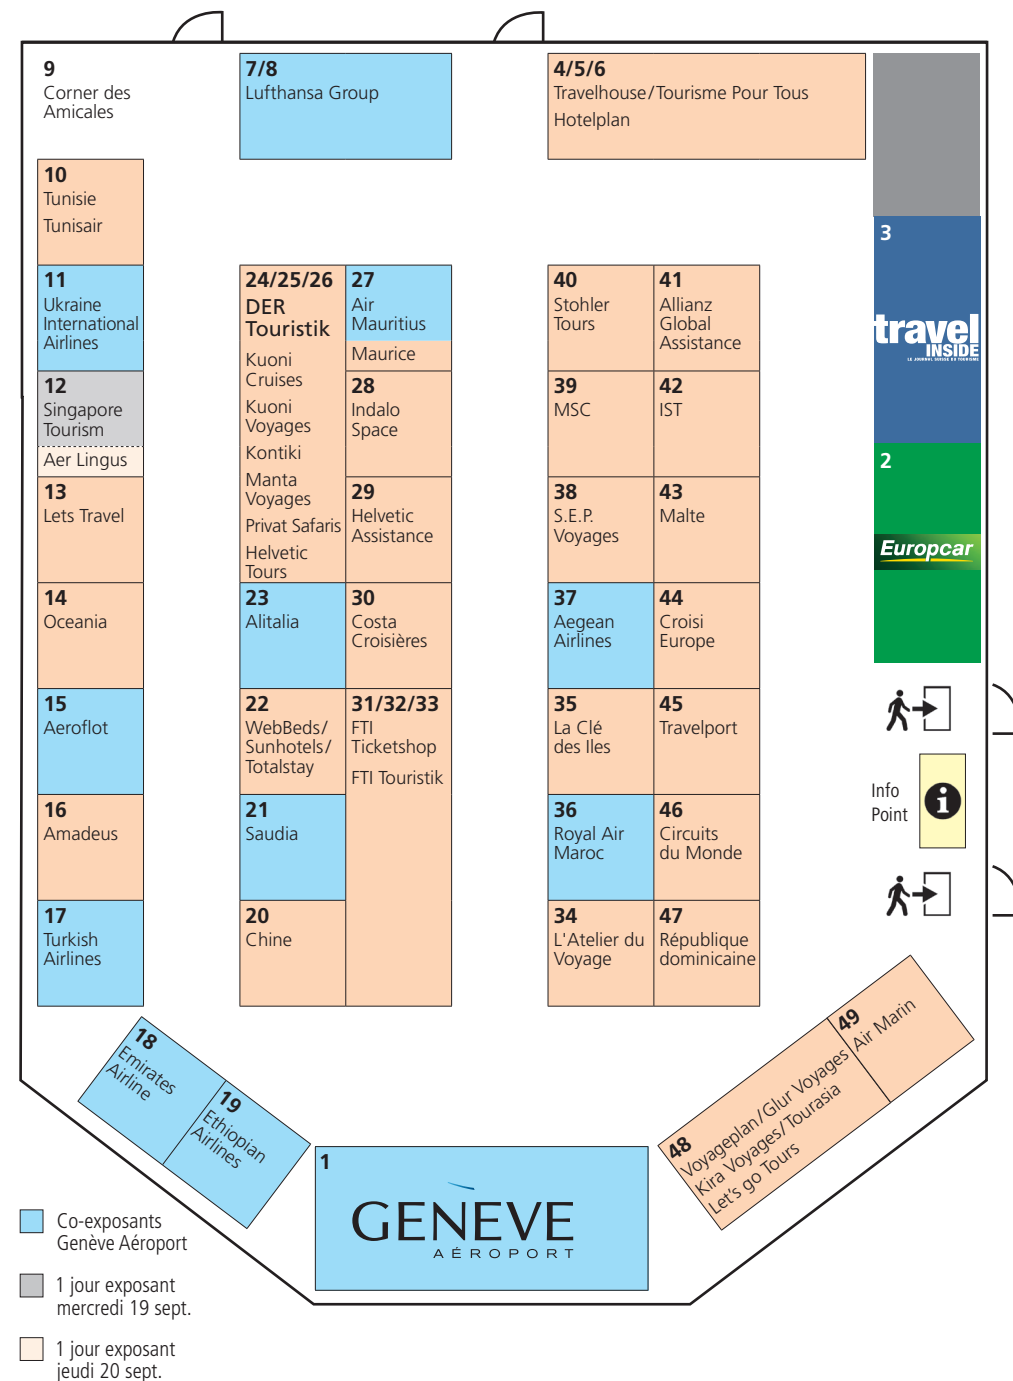 9
Corner des
Amicales
7/8
Lufthansa Group
4/5/6
Travelhouse/Tourisme Pour Tous
Hotelplan
10
Tunisie
Tunisair
11
Ukraine
International
Airlines
12
Singapore
Tourism
Aer Lingus
13
Lets Travel
14
Oceania
15
Aeroflot
16
Amadeus
17
Turkish
Airlines
18
Emirates
Airline
19
Ethiopian
Airlines
24/25/26
DER
Touristik
Kuoni
Cruises
Kuoni
Voyages
Kontiki
Manta
Voyages
Privat Safaris
Helvetic
Tours
23
Alitalia
22
WebBeds/
Sunhotels/
Totalstay
21
Saudia
20
Chine
27
Air
Mauritius
Maurice
28
Indalo
Space
29
Helvetic
Assistance
30
Costa
Croisières
31/32/33
FTI
Ticketshop
FTI Touristik
40
Stohler
Tours
39
MSC
38
S.E.P.
Voyages
37
Aegean
Airlines
35
La Clé
des Iles
36
Royal Air
Maroc
34
L'Atelier du
Voyage
41
Allianz
Global
Assistance
42
IST
43
Malte
44
Croisi
Europe
45
Travelport
46
Circuits
du Monde
47
République
dominicaine
3
travel
INSIDE
LE JOURNAL SUISSE DU TOURISME
2
Europcar
Info
Point
49
Air Marin
48
Voyageplan/Glur Voyages
Kira Voyages/Tourasia
Let's go Tours
1
GENEVE
AÉROPORT
Co-exposants
Genève Aéroport
1 jour exposant
mercredi 19 sept.
1 jour exposant
jeudi 20 sept.